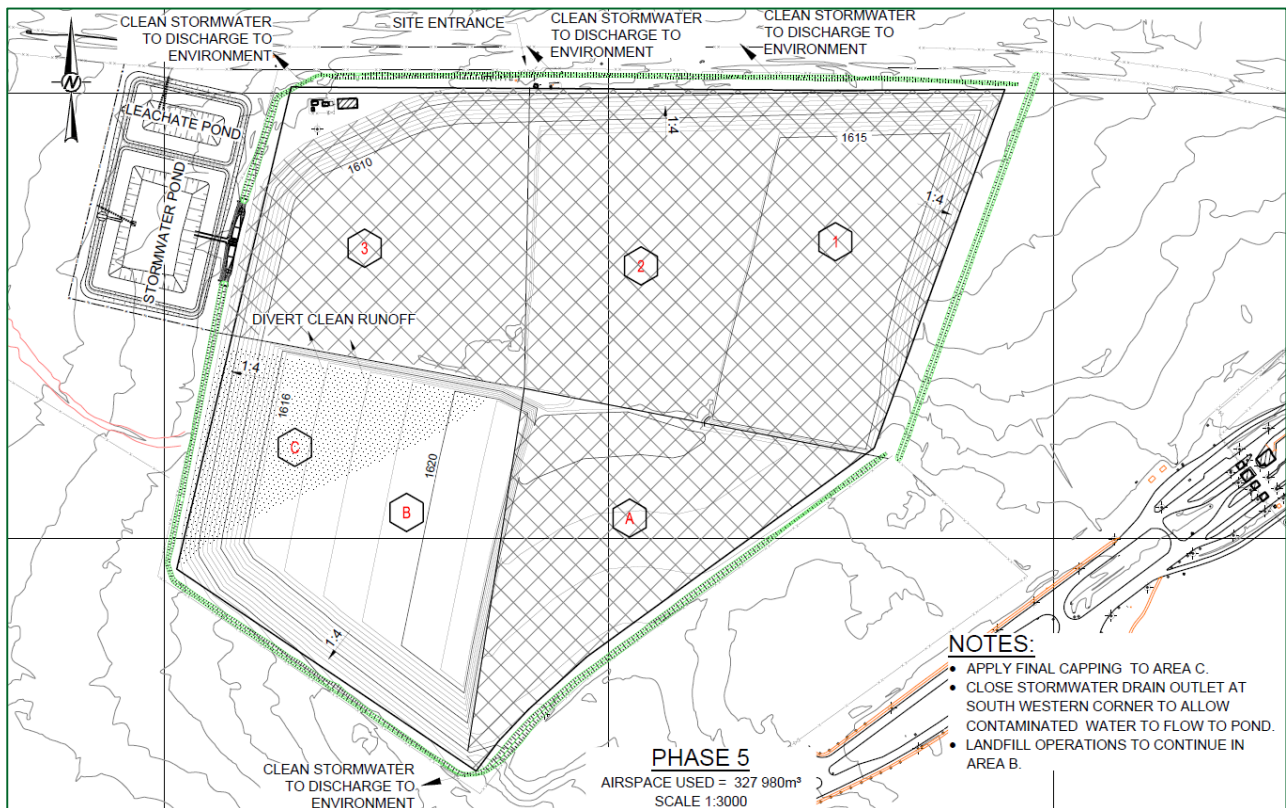 CLEAN STORMWATER
TO DISCHARGE TO
ENVIRONMENT
SITE ENTRANCE
CLEAN STORMWATER
TO DISCHARGE TO
ENVIRONMENT
CLEAN STORMWATER
TO DISCHARGE TO
ENVIRONMENT
N
LEACHATE POND
STORMWATER POND
1610
1:4
1615
1:4
3
2
1
DIVERT CLEAN RUNOFF
1:4
1616
C
1620
B
A
1:4
CLEAN STORMWATER
TO DISCHARGE TO
ENVIRONMENT
PHASE 5
AIRSPACE USED = 327 980m³
SCALE 1:3000
NOTES:
• APPLY FINAL CAPPING TO AREA C.
• CLOSE STORMWATER DRAIN OUTLET AT
SOUTH WESTERN CORNER TO ALLOW
CONTAMINATED WATER TO FLOW TO POND.
• LANDFILL OPERATIONS TO CONTINUE IN
AREA B.